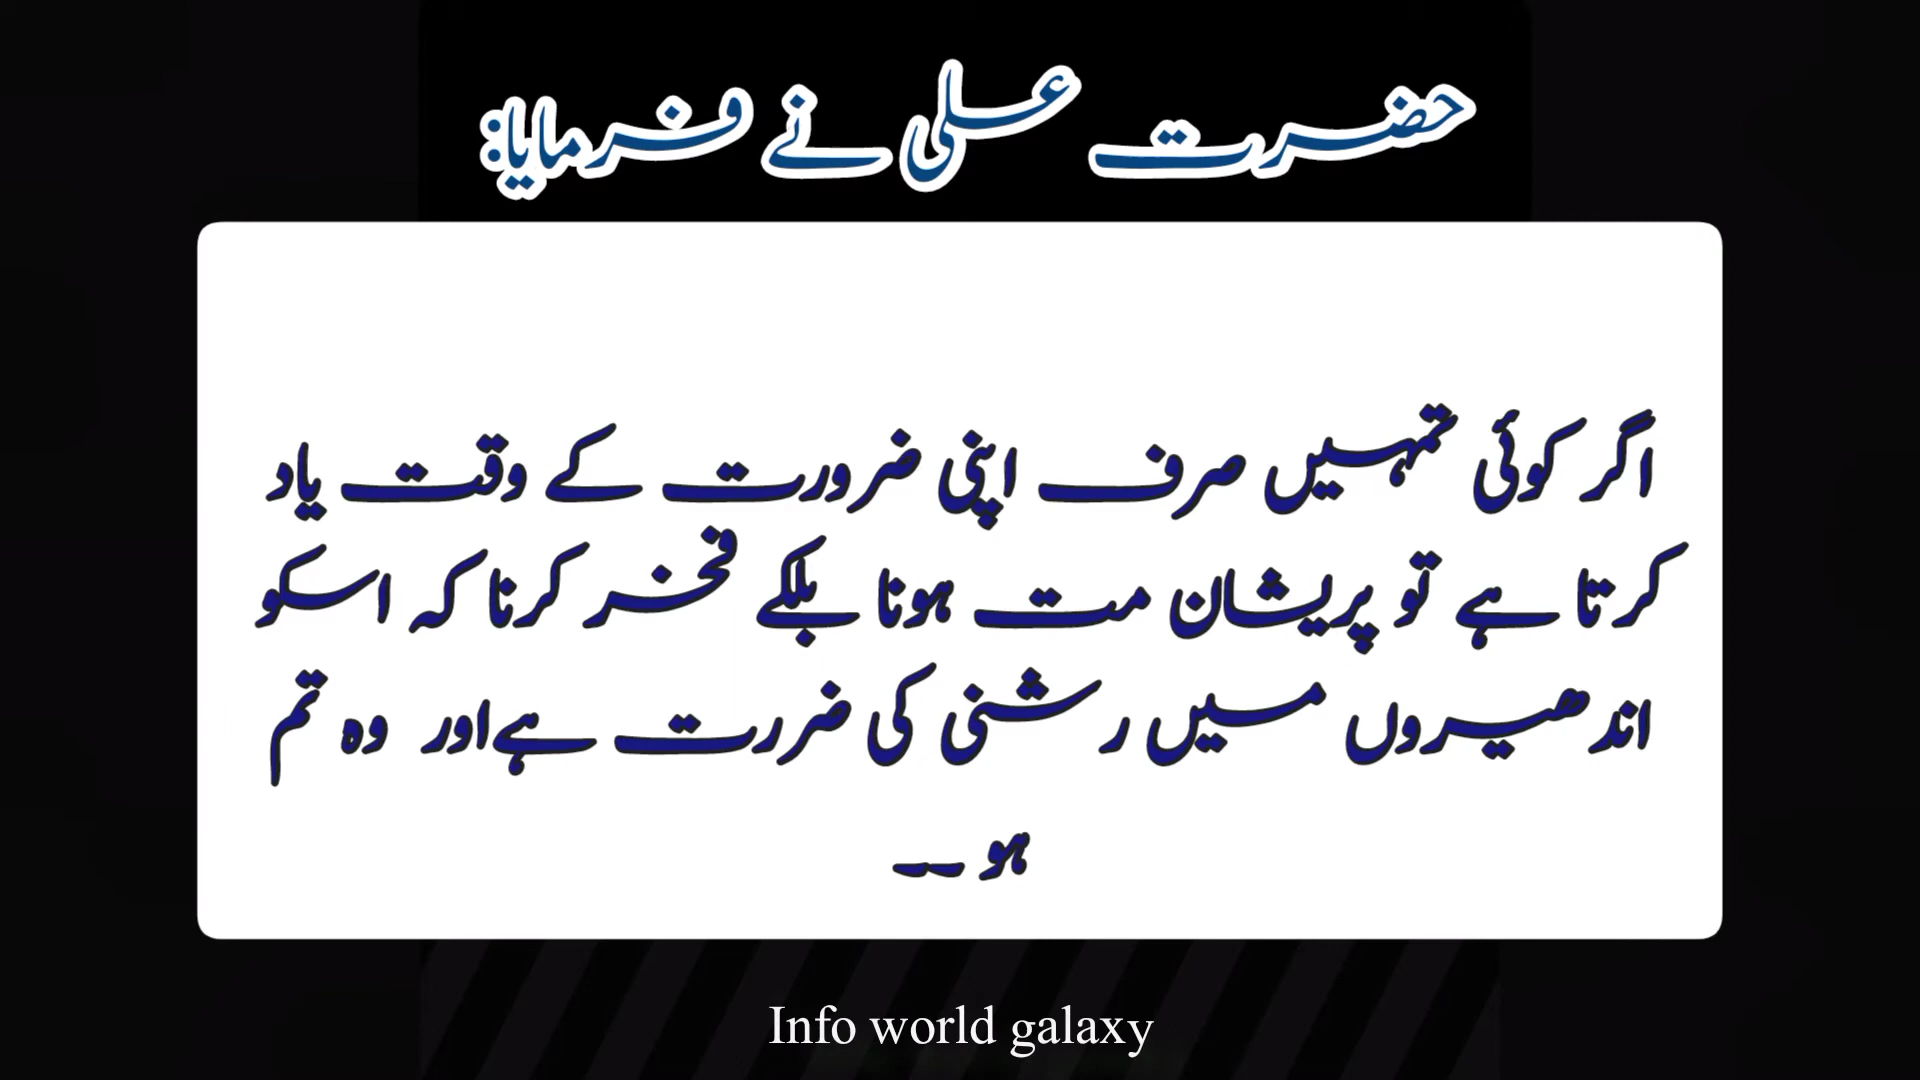 حضرت علی نے فرمایا:
اگر کوئی تمہیں صرف اپنی ضرورت کے وقت یاد
کرتا ہے تو پریشان مت ہونا بلکے فخر کرنا کہ اسکو
اندھیروں میں رشنی کی ضررت ہےاور وہ تم
ہو ۔۔
Info world galaxy